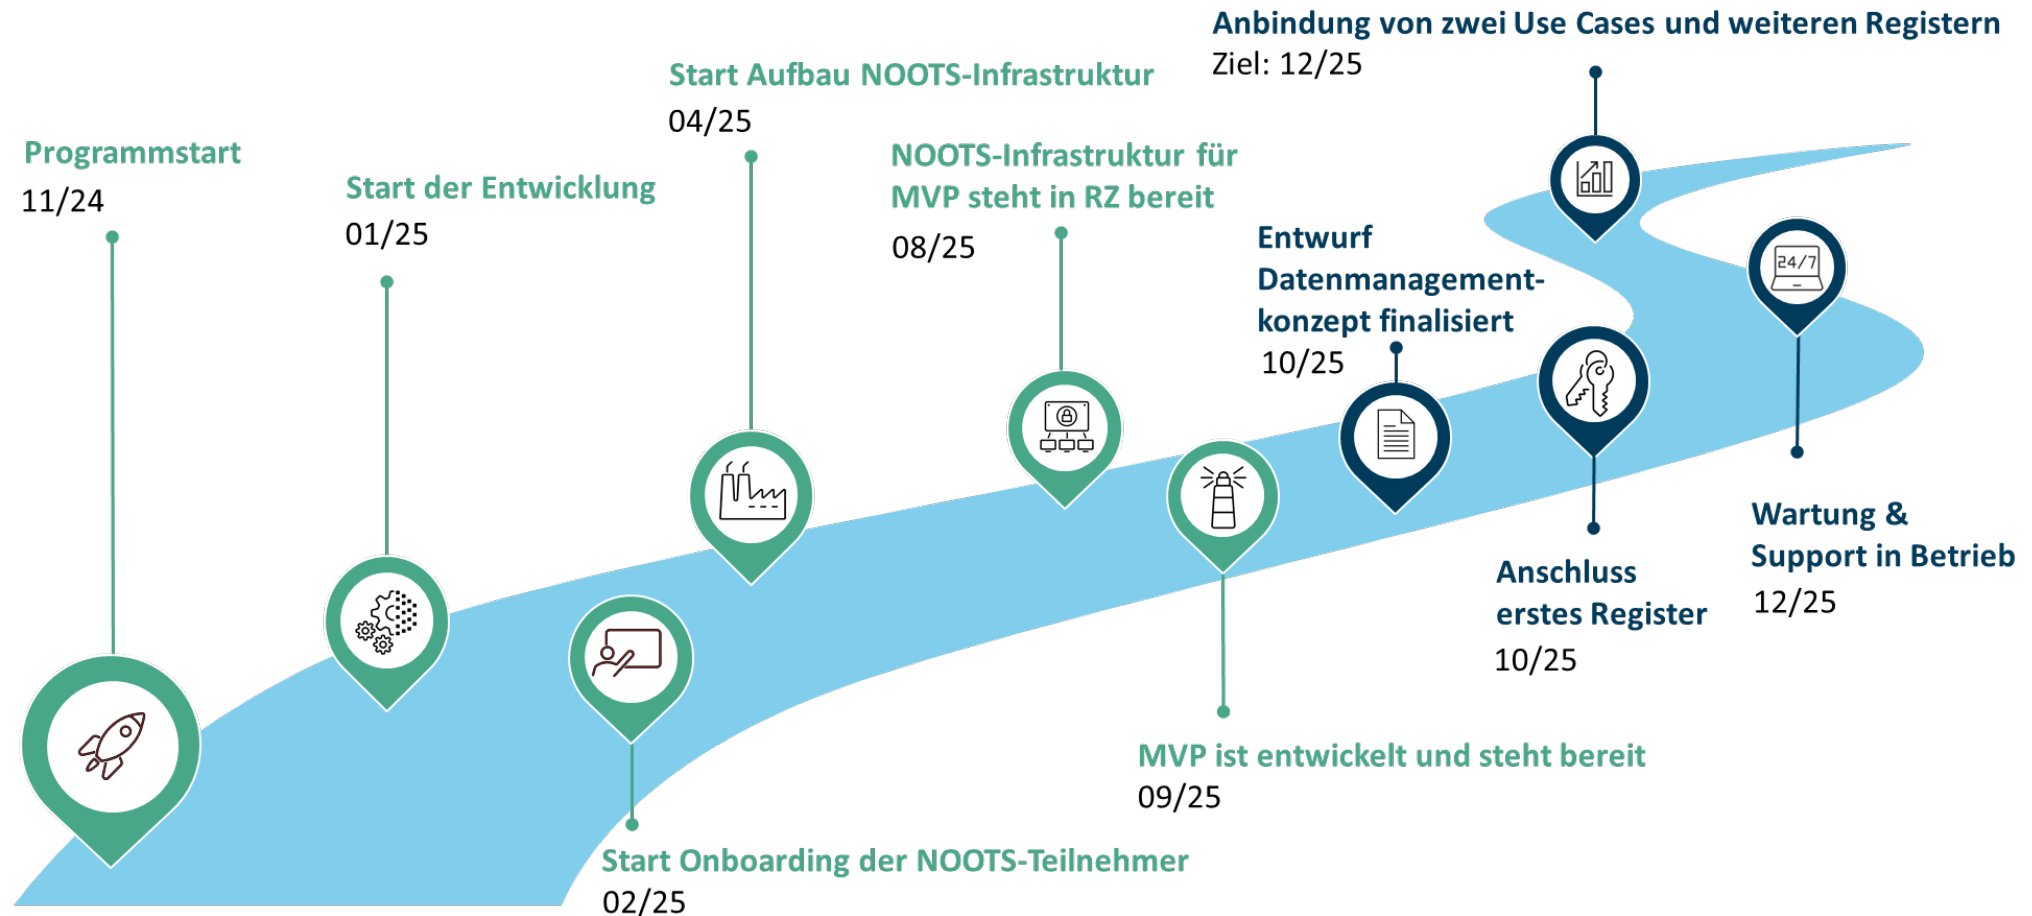 Programmstart
11/24
Start der Entwicklung
01/25
Start Onboarding der NOOTS-Teilnehmer
02/25
Start Aufbau NOOTS-Infrastruktur
04/25
NOOTS-Infrastruktur für
MVP steht in RZ bereit
08/25
MVP ist entwickelt und steht bereit
09/25
Entwurf
Datenmanagement-
konzept finalisiert
10/25
Anschluss
erstes Register
10/25
Anbindung von zwei Use Cases und weiteren Registern
Ziel: 12/25
24/7
Wartung &
Support in Betrieb
12/25